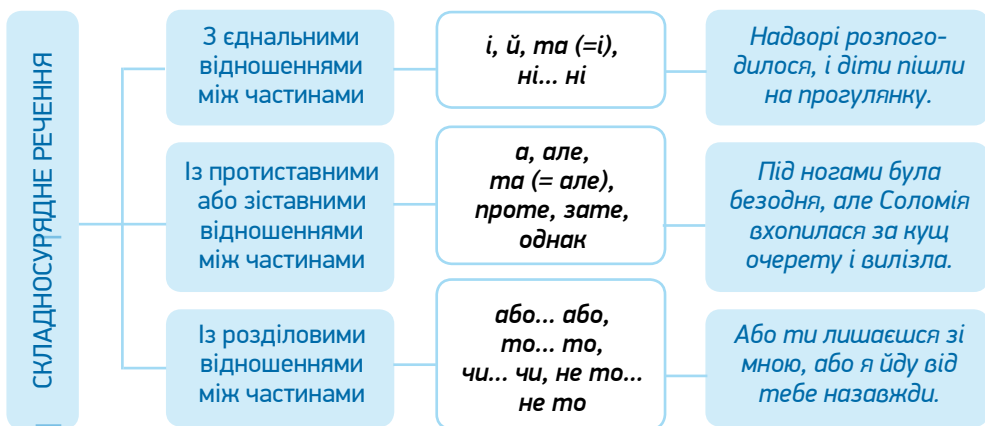 СКЛАДНОСУРЯДНЕ РЕЧЕННЯ
З єднальними
відношеннями
між частинами
і, й, та (=і),
ні... ні
Надворі розпого-
дилося, і діти пішли
на прогулянку.
Із протиставними
або зіставними
відношеннями
між частинами
а, але,
та (= але),
проте, зате,
однак
Під ногами була
безодня, але Соломія
вхопилася за кущ
очерету і вилізла.
Із розділовими
відношеннями
між частинами
або... або,
то... то,
чи... чи, не то...
не то
Або ти лишаєшся зі
мною, або я йду від
тебе назавжди.